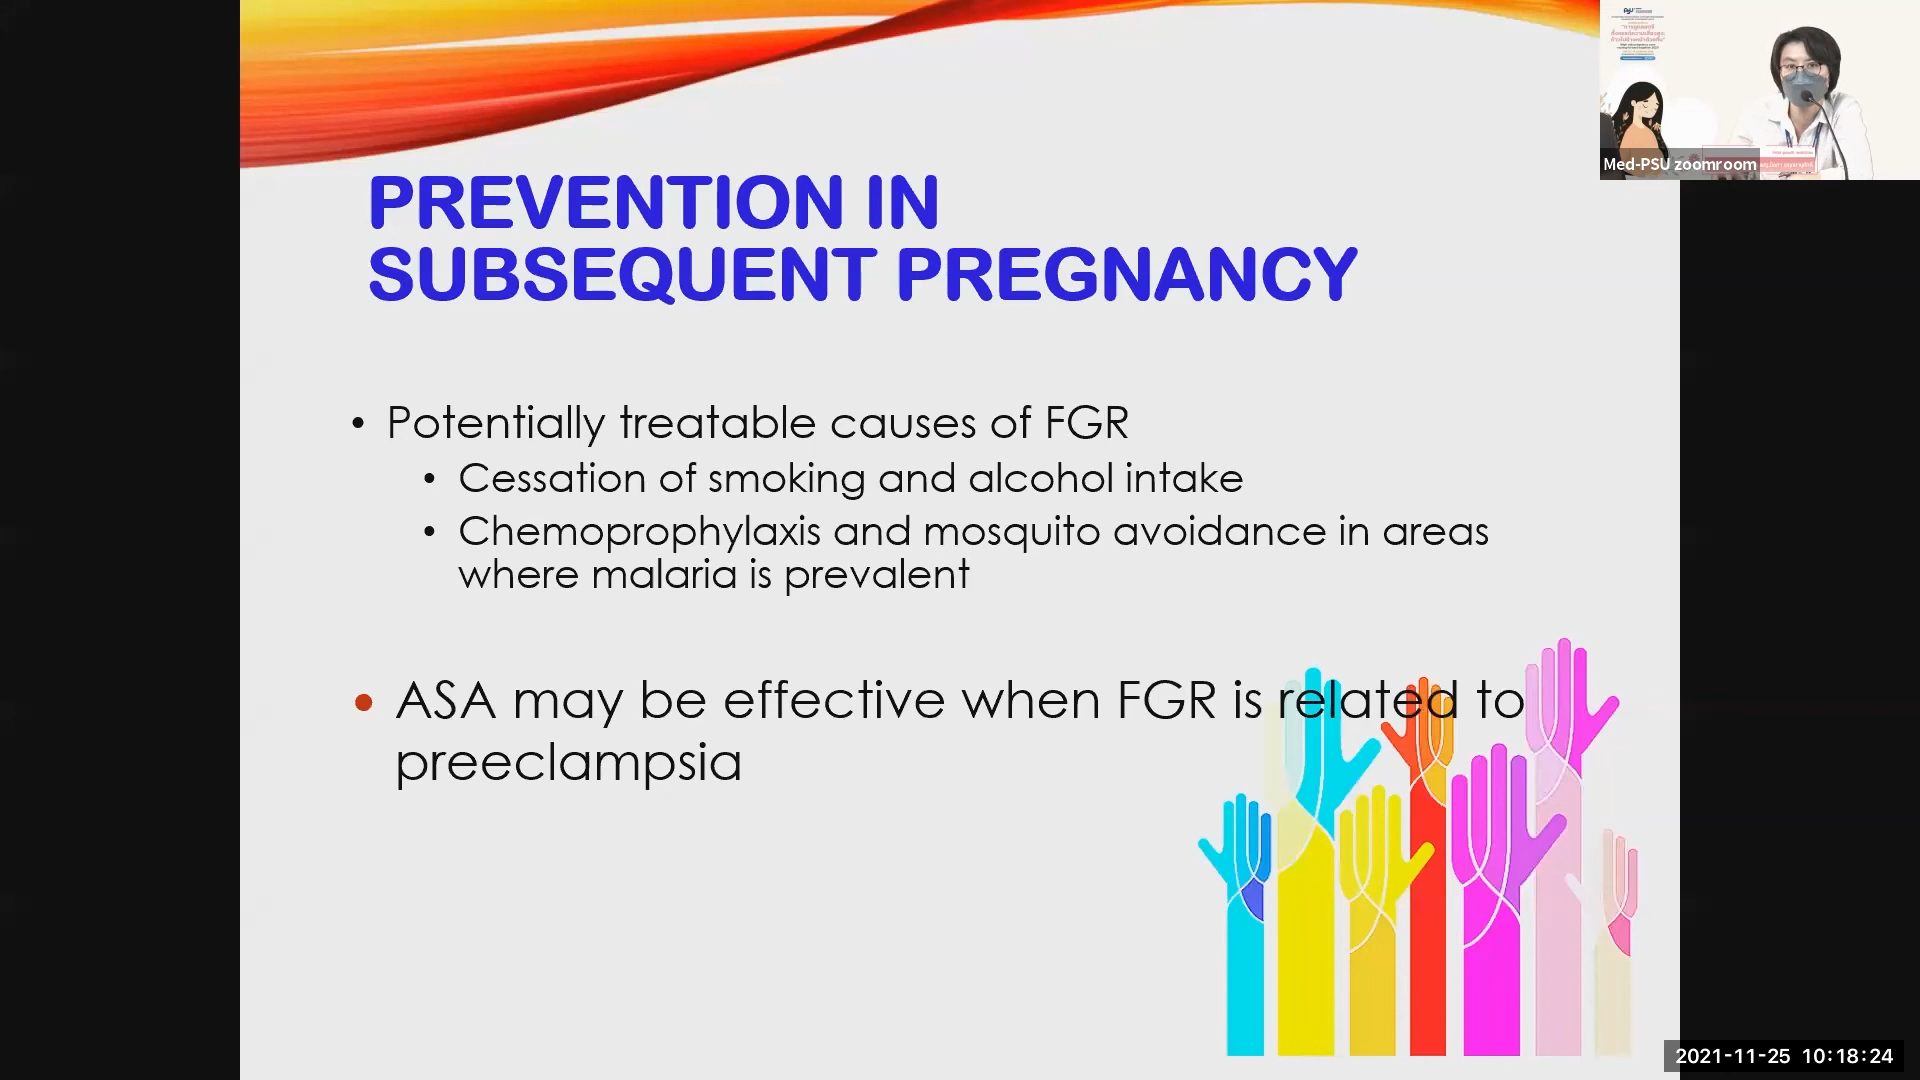 PREVENTION IN
SUBSEQUENT PREGNANCY
• Potentially treatable causes of FGR
• Cessation of smoking and alcohol intake
• Chemoprophylaxis and mosquito avoidance in areas
where malaria is prevalent
• ASA may be effective when FGR is related to
preeclampsia
Med-PSU zoomroom
2021-11-25 10:18:24